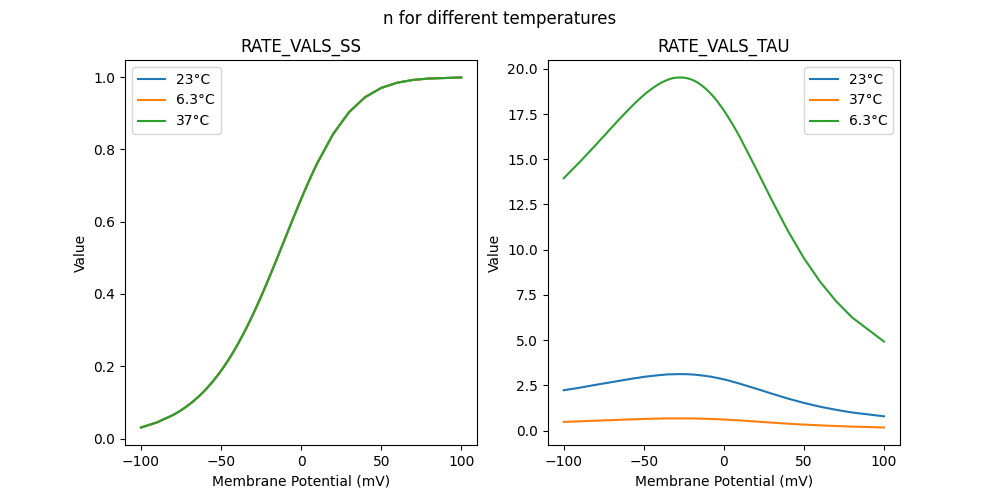 n for different temperatures
RATE_VALS_SS
23°C
6.3°C
37°C
1.0
0.8
0.6
0.4
0.2
0.0
Value
−100
−50
0
50
100
Membrane Potential (mV)
RATE_VALS_TAU
23°C
37°C
6.3°C
20.0
17.5
15.0
12.5
10.0
7.5
5.0
2.5
0.0
Value
−100
−50
0
50
100
Membrane Potential (mV)